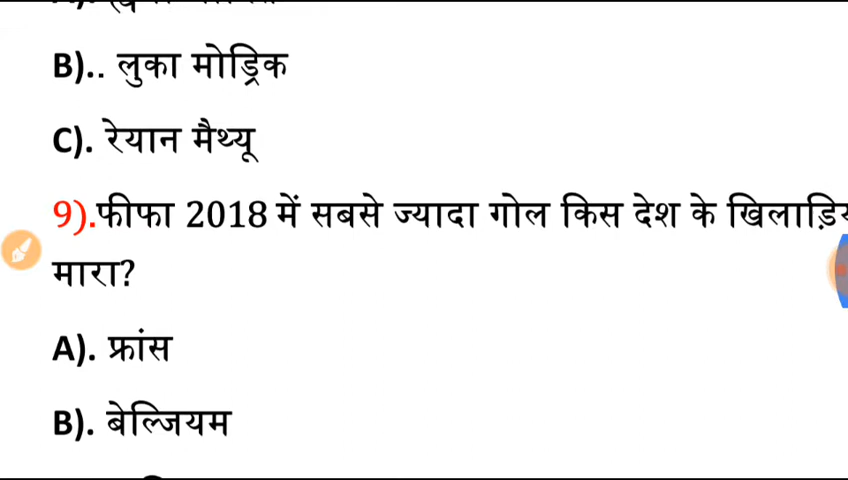 B).. लुका मोड्रिक
C). रेयान मैथ्यू
9).फीफा 2018 में सबसे ज्यादा गोल किस देश के
मारा?
A). फ्रांस
B). बेल्जियम